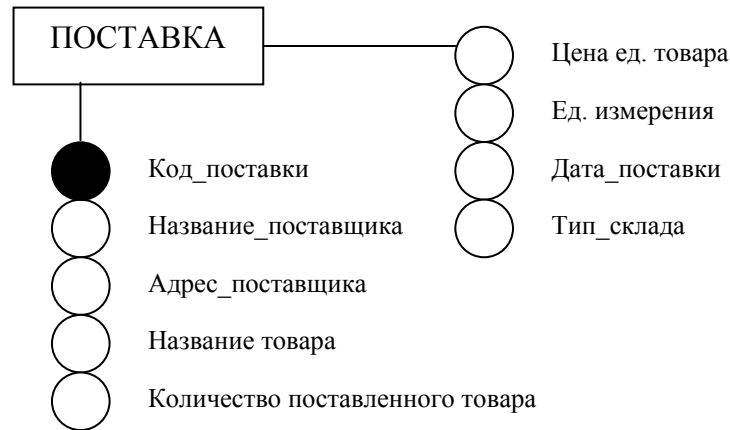 ПОСТАВКА
Код_поставки
Название_поставщика
Адрес_поставщика
Название товара
Количество поставленного товара
Цена ед. товара
Ед. измерения
Дата_поставки
Тип_склада